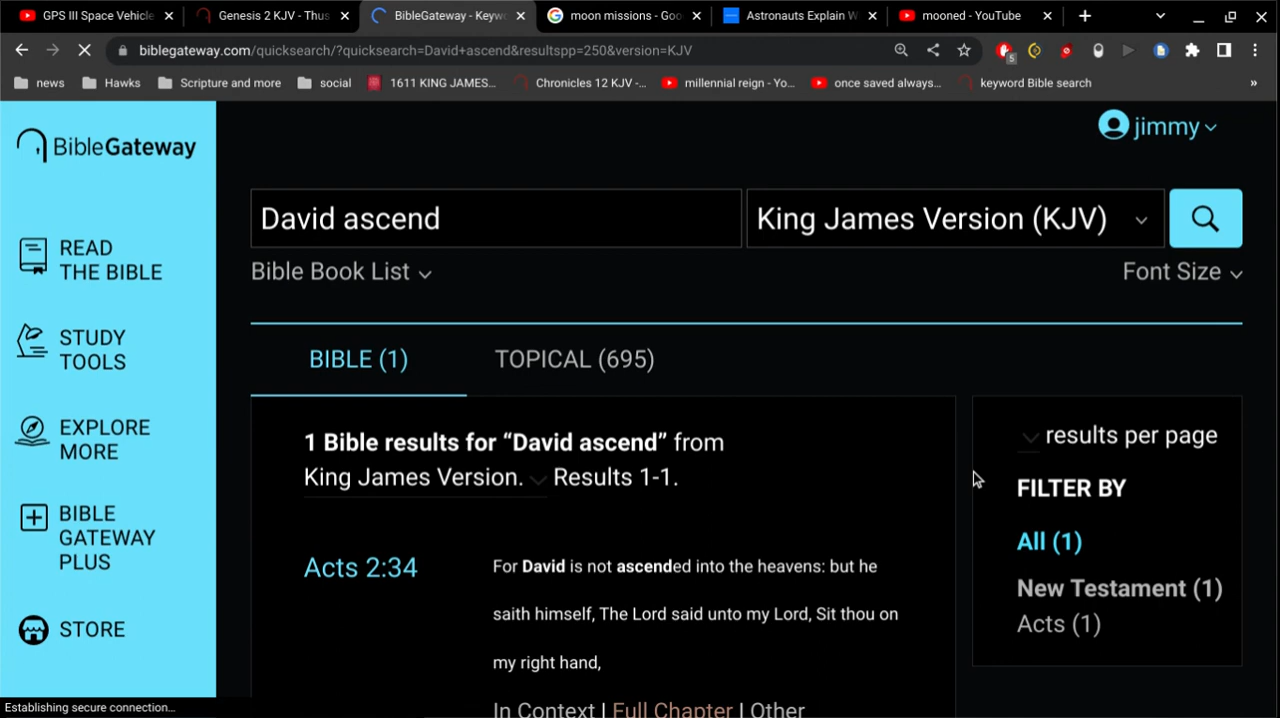 GPS III Space Vehicle
Genesis 2 KJV - Thus
BibleGateway - Keyw
moon missions - Goo
Astronauts Explain W
mooned - YouTube
biblegateway.com/quicksearch/?quicksearch=David+ascend&resultspp=250&version=KJV
5
news
Hawks
Scripture and more
social
1611 KING JAMES...
Chronicles 12 KJV -...
millennial reign - Yo...
once saved always...
keyword Bible search
»
BibleGateway
jimmy
David ascend
King James Version (KJV)
Bible Book List
Font Size
READ
THE BIBLE
STUDY
TOOLS
EXPLORE
MORE
BIBLE
GATEWAY
PLUS
STORE
BIBLE (1)
TOPICAL (695)
1 Bible results for “David ascend” from
King James Version. Results 1-1.
results per page
FILTER BY
All (1)
New Testament (1)
Acts (1)
Acts 2:34
For David is not ascended into the heavens: but he
saith himself, The Lord said unto my Lord, Sit thou on
my right hand,
In Context | Full Chapter | Other
Establishing secure connection...